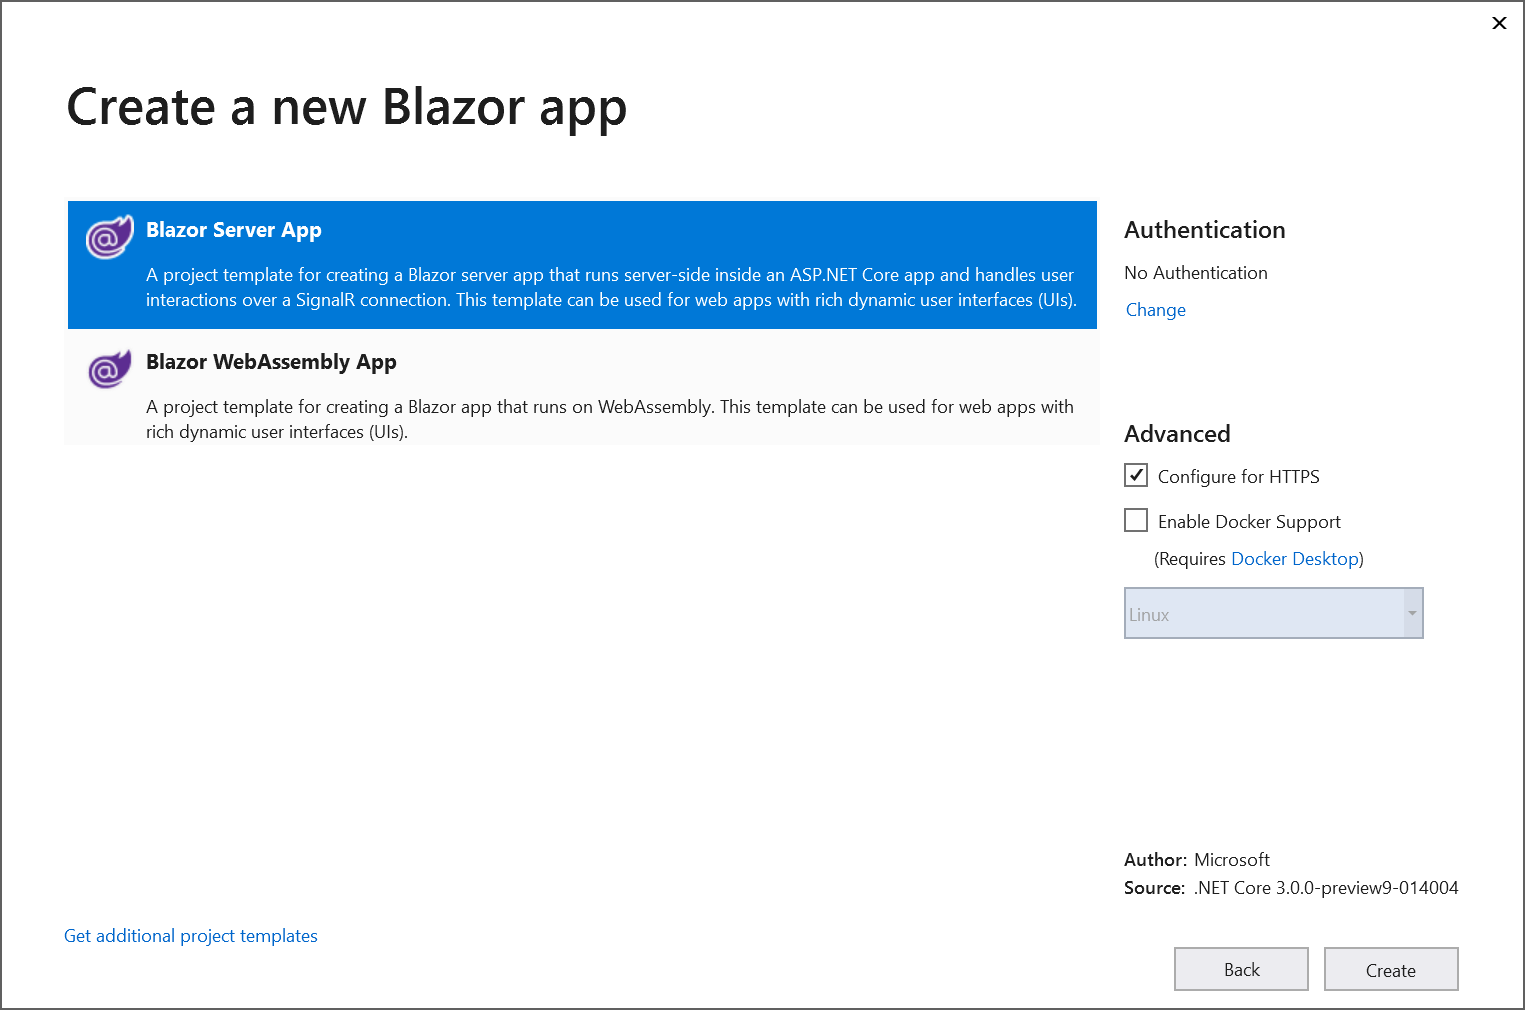 Create a new Blazor app
Blazor Server App
A project template for creating a Blazor server app that runs server-side inside an ASP.NET Core app and handles user
interactions over a SignalR connection. This template can be used for web apps with rich dynamic user interfaces (UIs).
Blazor WebAssembly App
A project template for creating a Blazor app that runs on WebAssembly. This template can be used for web apps with
rich dynamic user interfaces (UIs).
Authentication
No Authentication
Change
Advanced
Configure for HTTPS
Enable Docker Support
(Requires Docker Desktop)
Linux
Author: Microsoft
Source: .NET Core 3.0.0-preview9-014004
Get additional project templates
Back
Create